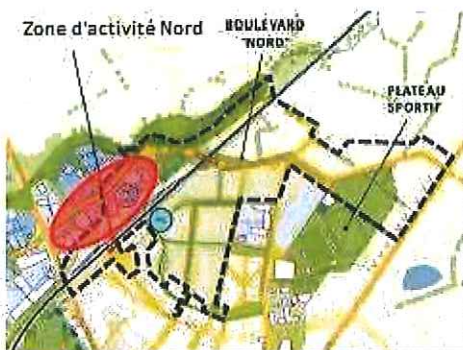 Zone d'activité Nord
BOULEVARD
"NORD"
PLATEAU
SPORTIF